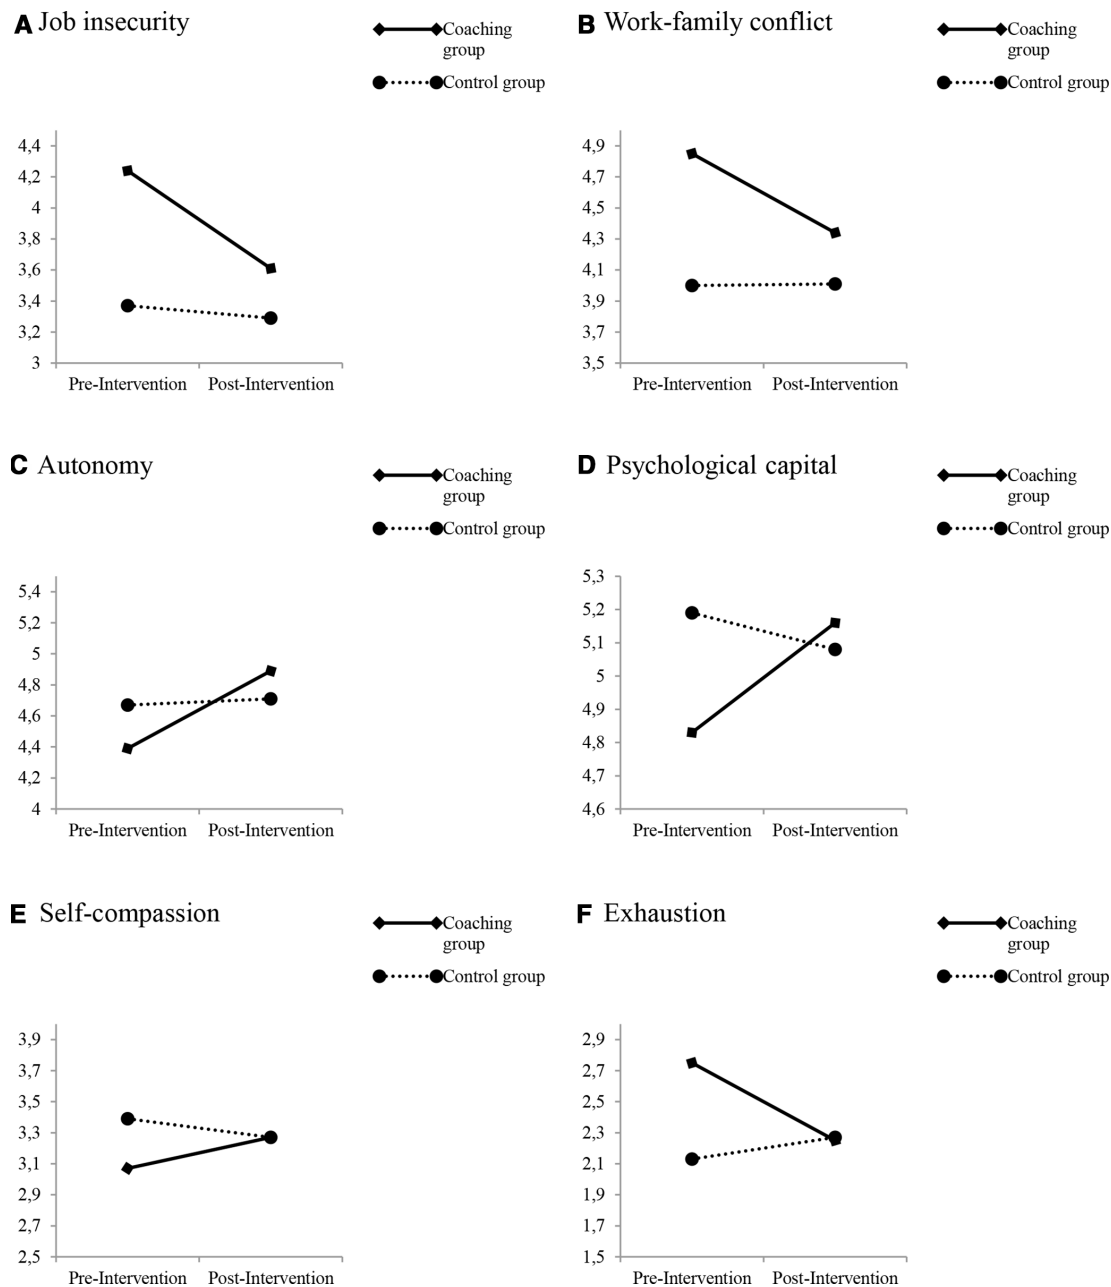 A Job insecurity
Coaching
group
Control group
4,4
4,2
4
3,8
3,6
3,4
3,2
3
Pre-Intervention Post-Intervention
B Work-family conflict
Coaching
group
Control group
4,9
4,7
4,5
4,3
4,1
3,9
3,7
3,5
Pre-Intervention Post-Intervention
C Autonomy
Coaching
group
Control group
5,4
5,2
5
4,8
4,6
4,4
4,2
4
Pre-Intervention Post-Intervention
D Psychological capital
Coaching
group
Control group
5,3
5,2
5,1
5
4,9
4,8
4,7
4,6
Pre-Intervention Post-Intervention
E Self-compassion
Coaching
group
Control group
3,9
3,7
3,5
3,3
3,1
2,9
2,7
2,5
Pre-Intervention Post-Intervention
F Exhaustion
Coaching
group
Control group
2,9
2,7
2,5
2,3
2,1
1,9
1,7
1,5
Pre-Intervention Post-Intervention